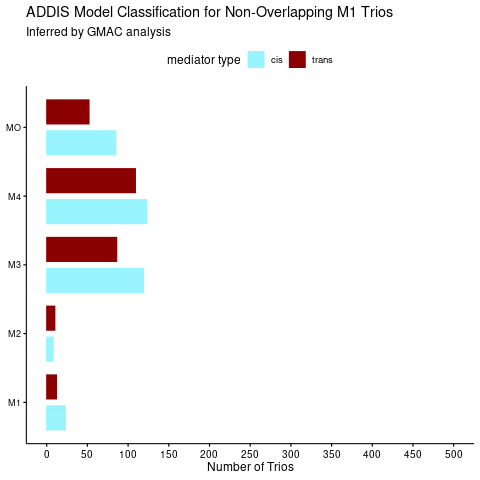 ADDIS Model Classification for Non-Overlapping M1 Trios
Inferred by GMAC analysis
mediator type cis trans
MO
M4
M3
M2
M1
0 50 100 150 200 250 300 350 400 450 500
Number of Trios